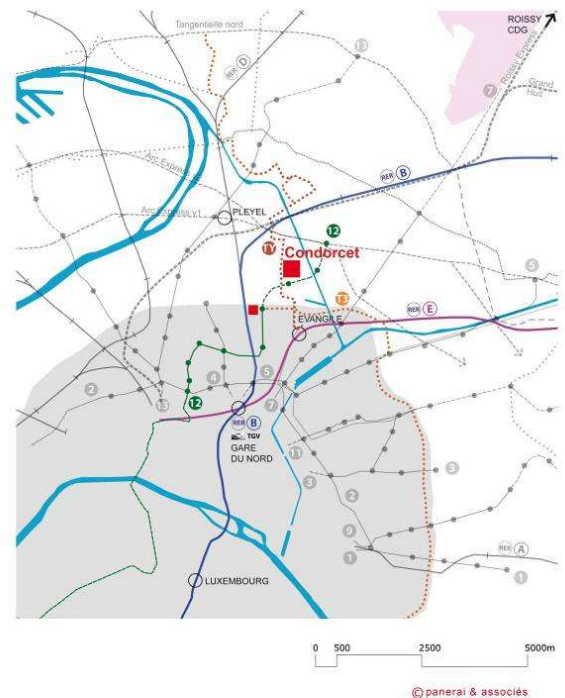 ROISSY
CDG
Tangentielle nord
13
RER D
Roissy Express
7
Grand
Huit
Arc Express
RER B
Arc Express v1
PLEYEL
12
TY
Condorcet
5
T3
EVANGILE
RER E
2
4
5
13
12
7
RER B
TGV
GARE
DU NORD
11
3
3
2
9
1
RER A
1
LUXEMBOURG
0 500 2500 5000m
© panerai & associés